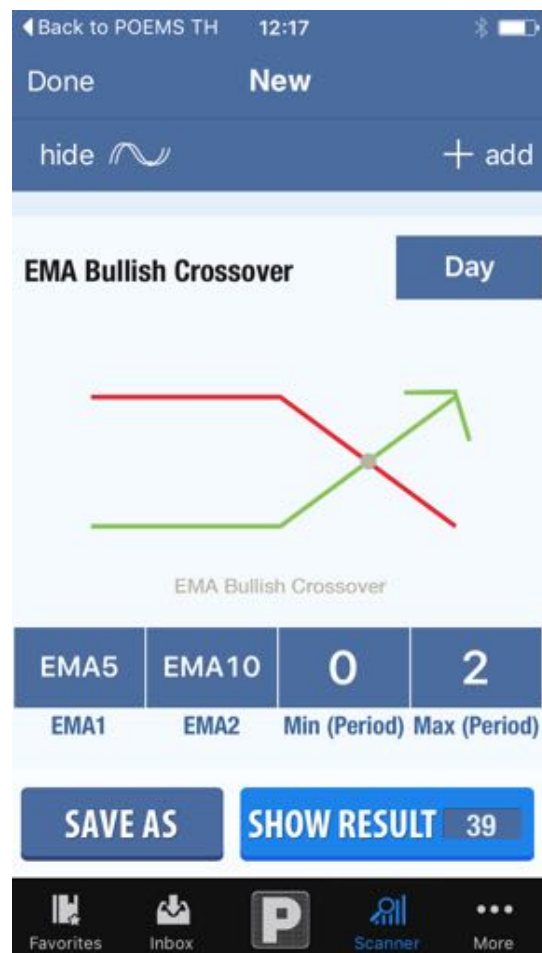 Back to POEMS TH 12:17
Done New
hide + add
EMA Bullish Crossover Day
EMA Bullish Crossover
EMA5 EMA10 0 2
EMA1 EMA2 Min (Period) Max (Period)
SAVE AS SHOW RESULT 39
P
Favorites Inbox Scanner More